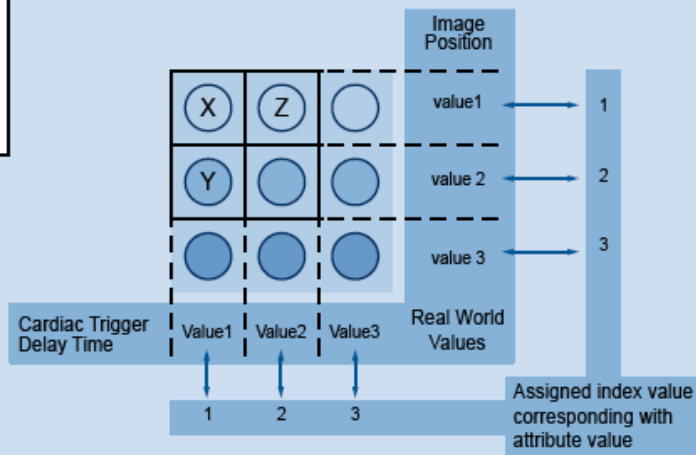 Image
Position
X
Z
value1
1
Y
value 2
2
value 3
3
Cardiac Trigger
Delay Time
Value1
Value2
Value3
Real World
Values
1
2
3
Assigned index value
corresponding with
attribute value